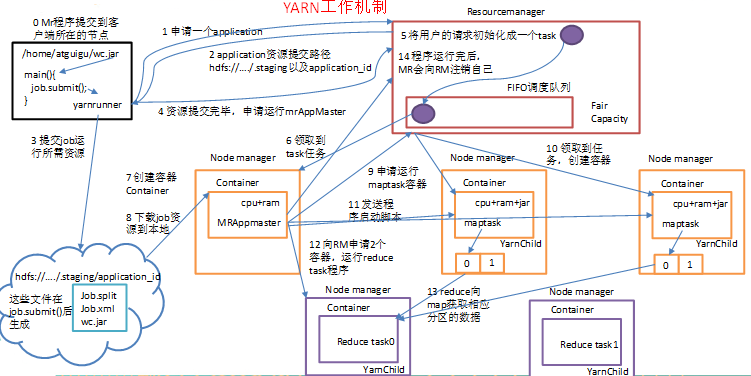 YARN工作机制
0 Mr程序提交到客
户端所在的节点
/home/atguigu/wc.jar
main(){
job.submit();
}
yarnrunner
1 申请一个application
2 application资源提交路径
hdfs://…./.staging以及application_id
4 资源提交完毕，申请运行mrAppMaster
Resourcemanager
5 将用户的请求初始化成一个task
14 程序运行完后，
MR会向RM注销自己
FIFO调度队列
Fair
Capacity
3 提交job运
行所需资源
6 领取到
task任务
7 创建容器
Container
8 下载job资
源到本地
Node manager
Container
cpu+ram
MRAppmaster
9 申请运行
maptask容器
10 领取到任
务，创建容器
11 发送程
序启动脚本
12 向RM申请2个
容器，运行reduce
task程序
Node manager
Container
cpu+ram+jar
maptask
YarnChild
0 1
Node manager
Container
cpu+ram+jar
maptask
YarnChild
0 1
hdfs://…./.staging/application_id
这些文件在
job.submit()后
生成
Job.split
Job.xml
wc.jar
13 reduce向
map获取相应
分区的数据
Node manager
Container
Reduce task0
YarnChild
Node manager
Container
Reduce task1
YarnChild